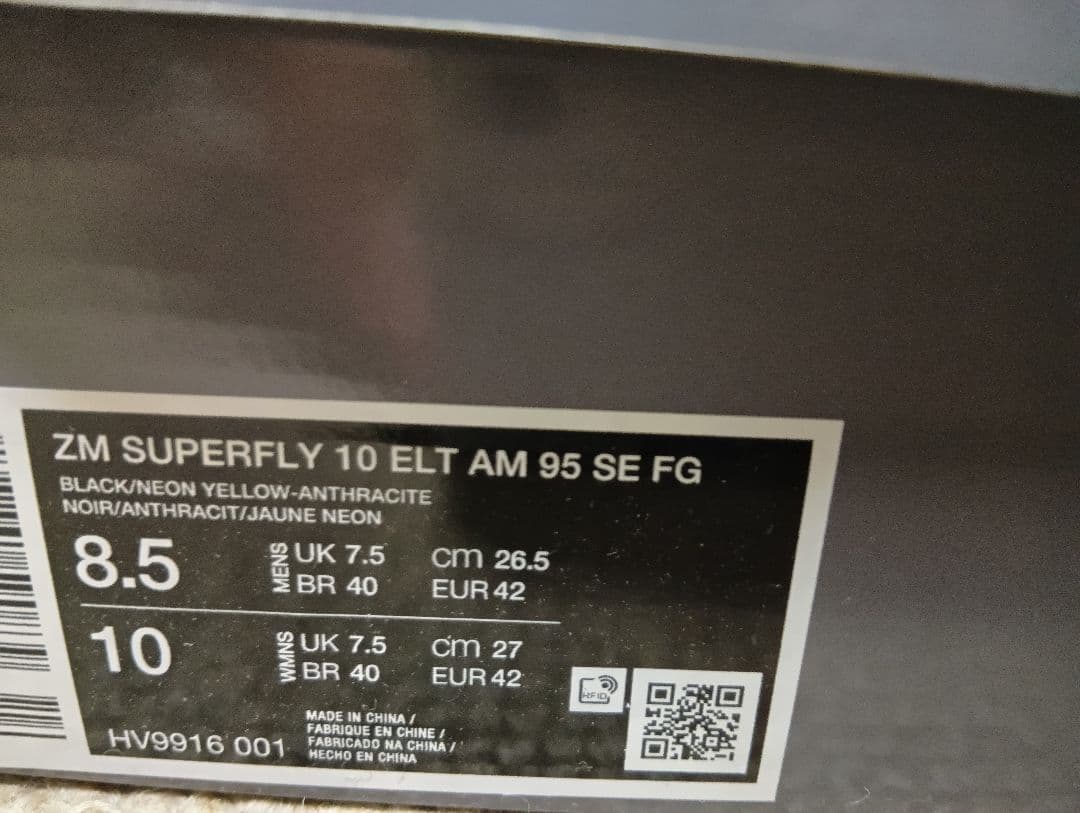 ZM SUPERFLY 10 ELT AM 95 SE FG
BLACK/NEON YELLOW-ANTHRACITE
NOIR/ANTHRACIT/JAUNE NEON
8.5 MENS UK 7.5 cm 26.5
BR 40 EUR 42
10 WMNS UK 7.5 cm 27
BR 40 EUR 42
RFID
MADE IN CHINA /
FABRIQUE EN CHINE /
FABRICADO NA CHINA /
HECHO EN CHINA
HV9916 001